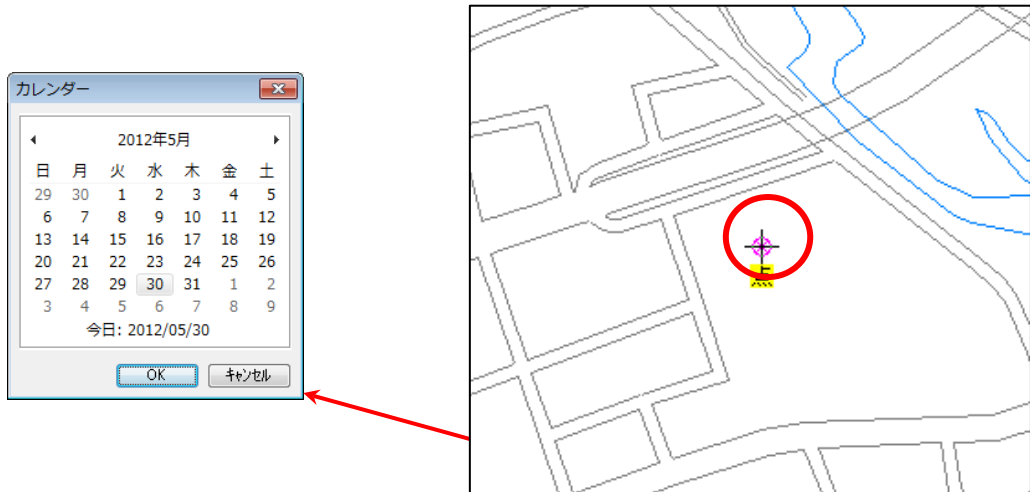 カレンダー
2012年5月
日 月 火 水 木 金 土
29 30 1 2 3 4 5
6 7 8 9 10 11 12
13 14 15 16 17 18 19
20 21 22 23 24 25 26
27 28 29 30 31 1 2
3 4 5 6 7 8 9
今日: 2012/05/30
OK キャンセル